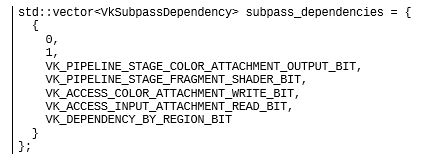 std::vector<VkSubpassDependency> subpass_dependencies = {
  {
    0,
    1,
    VK_PIPELINE_STAGE_COLOR_ATTACHMENT_OUTPUT_BIT,
    VK_PIPELINE_STAGE_FRAGMENT_SHADER_BIT,
    VK_ACCESS_COLOR_ATTACHMENT_WRITE_BIT,
    VK_ACCESS_INPUT_ATTACHMENT_READ_BIT,
    VK_DEPENDENCY_BY_REGION_BIT
  }
};